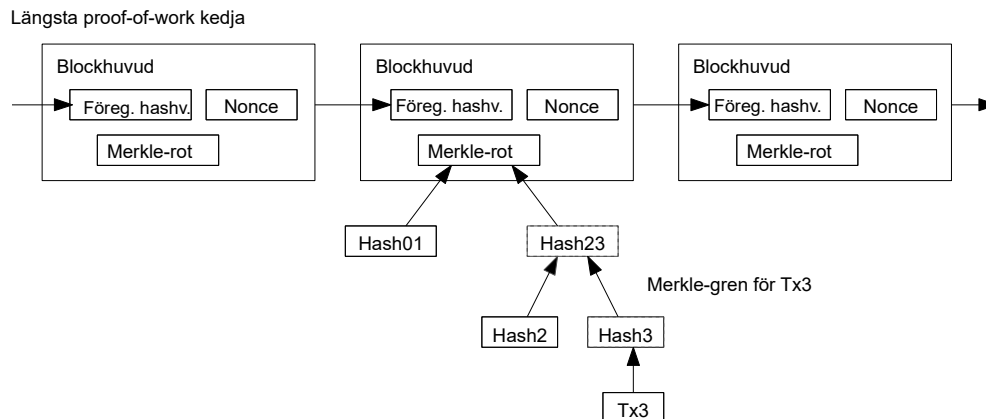 Längsta proof-of-work kedja
Blockhuvud
Blockhuvud
Blockhuvud
Föreg. hashv.
Nonce
Föreg. hashv.
Nonce
Föreg. hashv.
Nonce
Merkle-rot
Merkle-rot
Merkle-rot
Hash01
Hash23
Merkle-gren för Tx3
Hash2
Hash3
Tx3